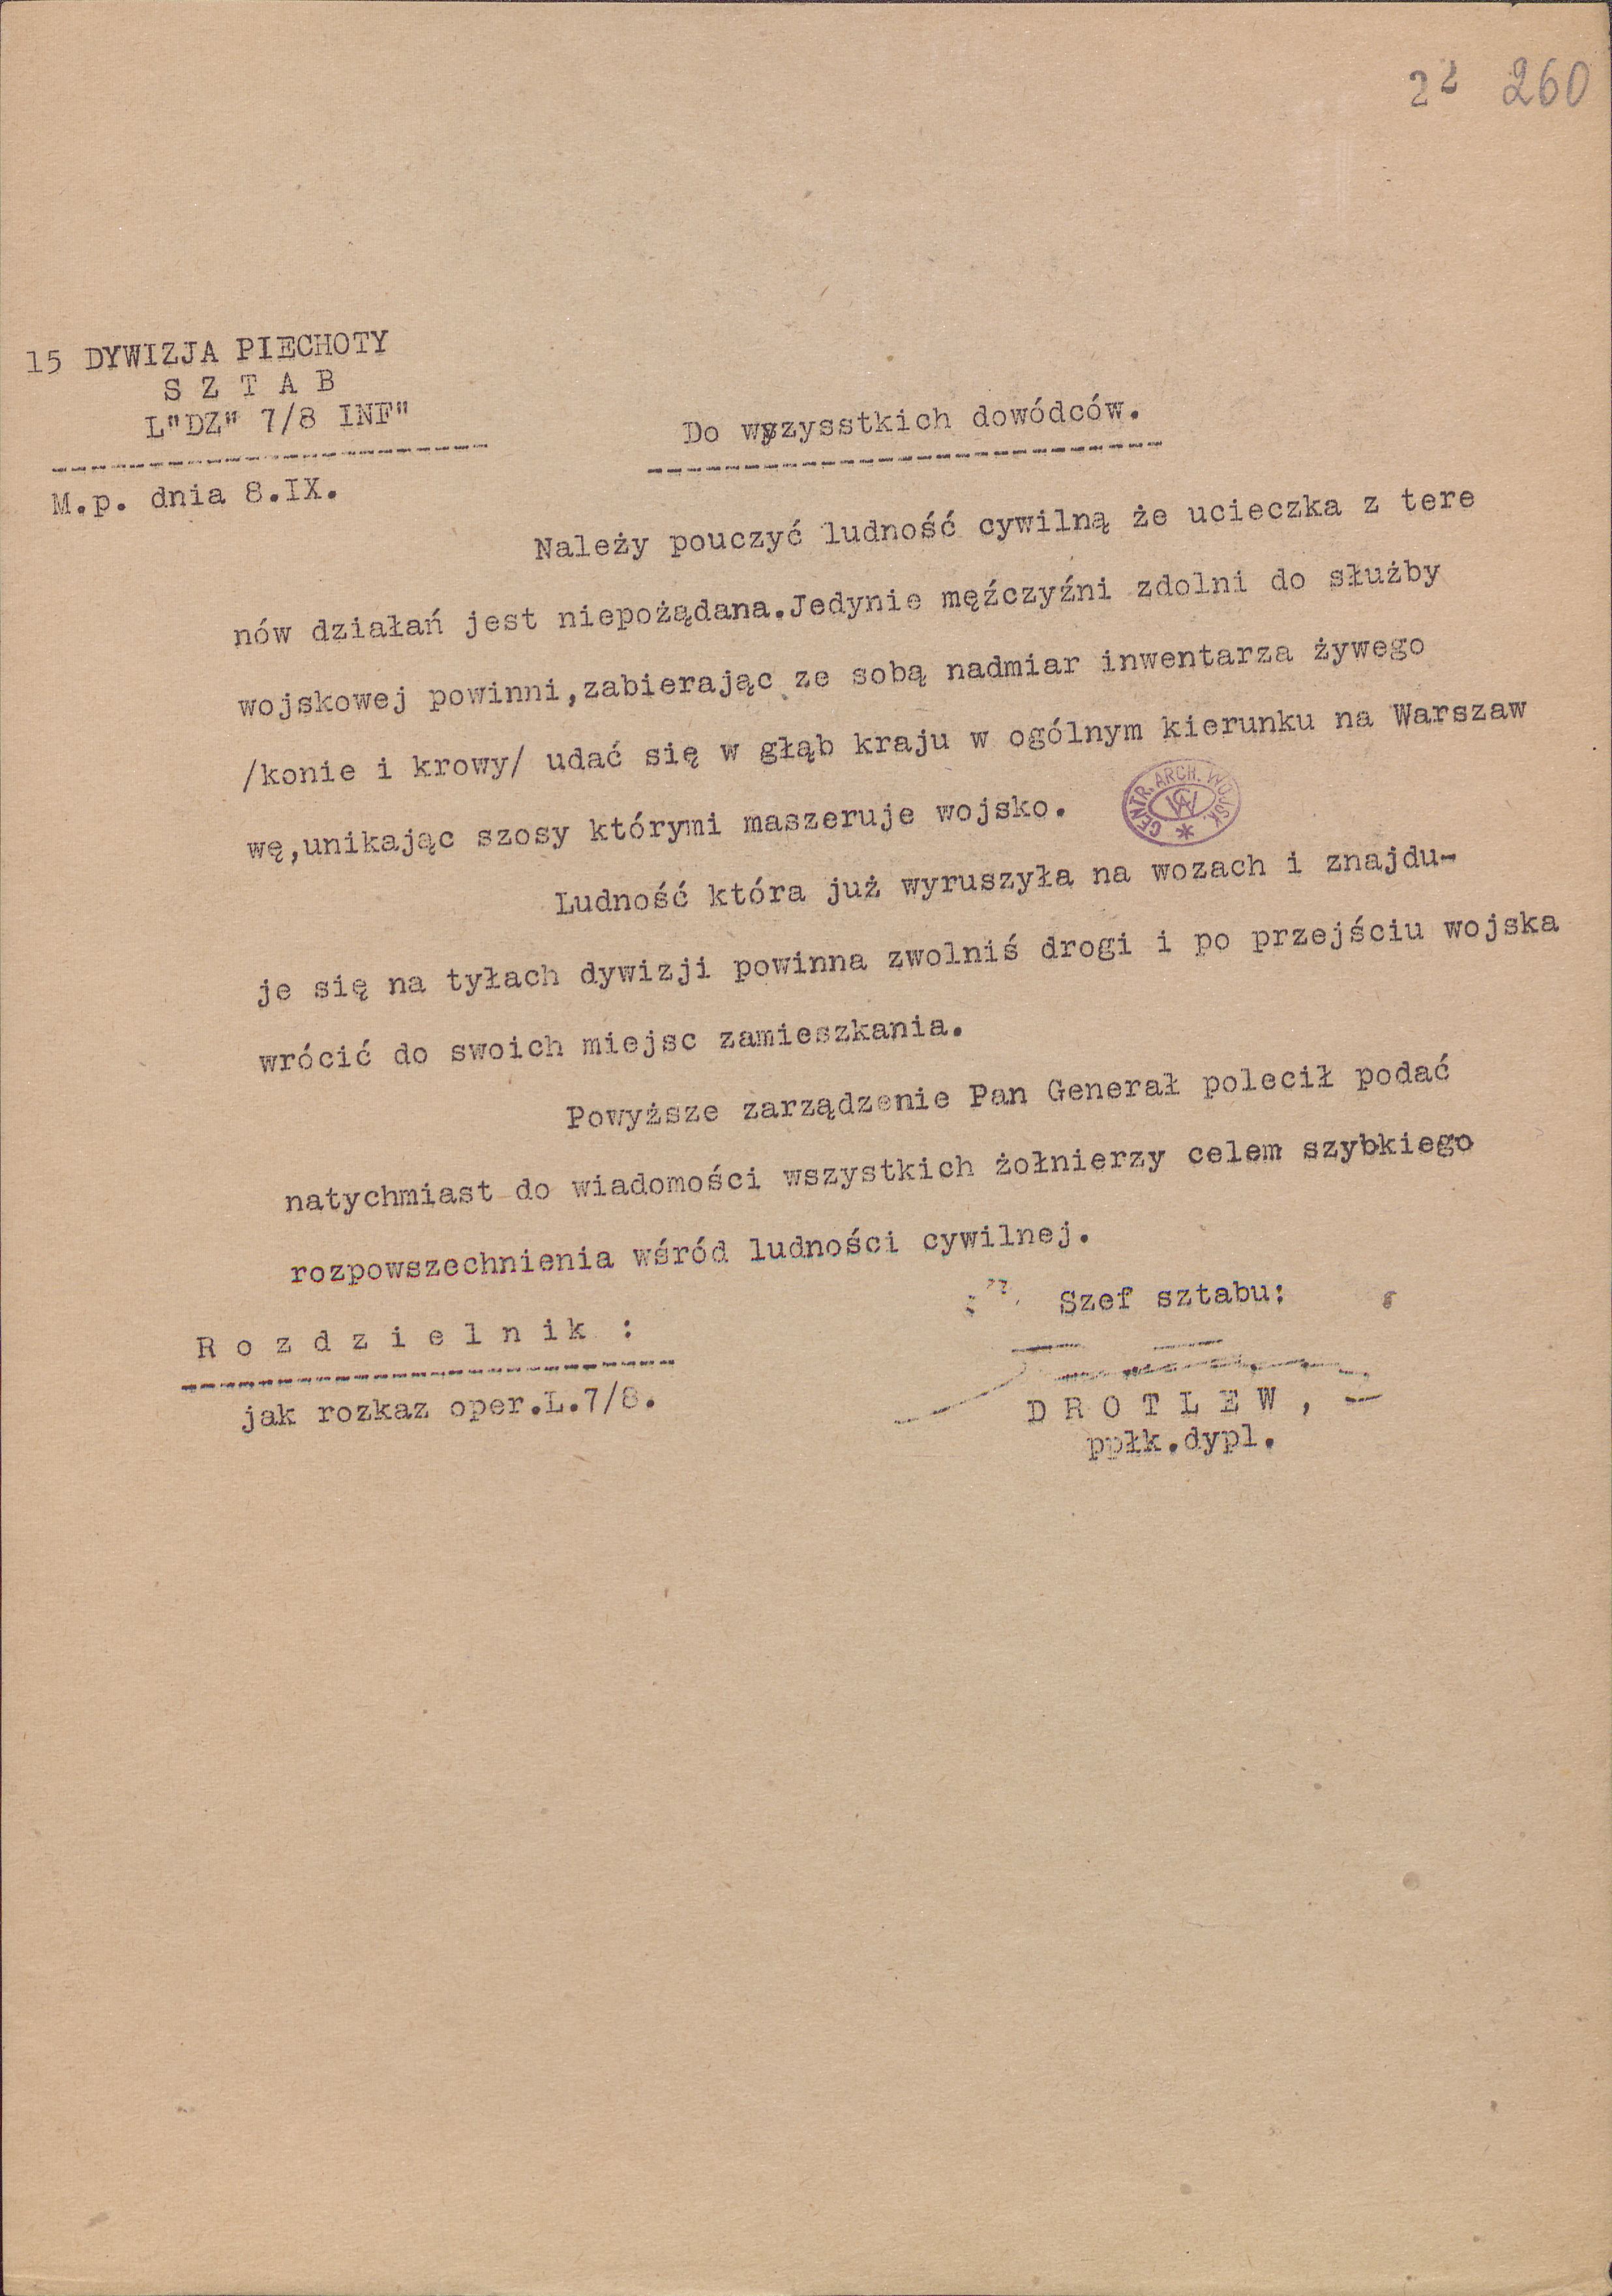 22 260
15 DYWIZJA PIECHOTY
S Z T A B
L"DZ" 7/8 INF"
Do wszysstkich dowódców.
M.p. dnia 8.IX.
Należy pouczyć ludność cywilną że ucieczka z tere
nów działań jest niepożądana.Jedynie męźczyźni zdolni do służby
wojskowej powinni,zabierając ze sobą nadmiar inwentarza żywego
/konie i krowy/ udać się w głąb kraju w ogólnym kierunku na Warszaw
wę,unikając szosy którymi maszeruje wojsko.
CENTR. ARCH. WOJSK.
CAW
Ludność która już wyruszyła na wozach i znajdu-
je się na tyłach dywizji powinna zwolniś drogi i po przejściu wojska
wrócić do swoich miejsc zamieszkania.
Powyższe zarządzenie Pan Generał polecił podać
natychmiast do wiadomości wszystkich żołnierzy celem szybkiego
rozpowszechnienia wśród ludności cywilnej.
Szef sztabu:
R o z d z i e l n i k :
jak rozkaz oper.L.7/8.
D R O T L E W ,
ppłk.dypl.